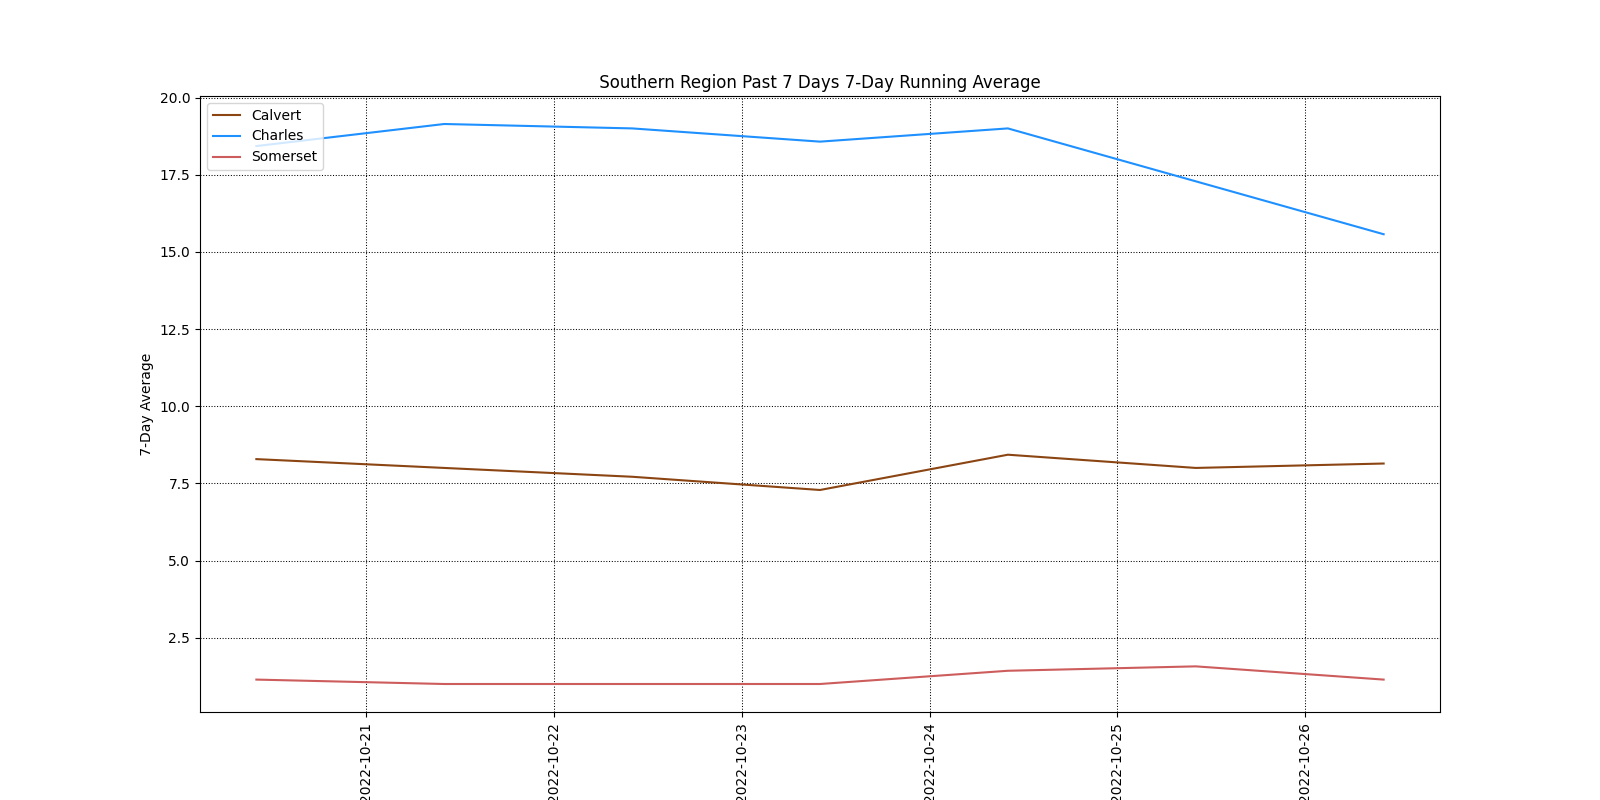 Southern Region Past 7 Days 7-Day Running Average
Calvert
Charles
Somerset
7-Day Average
20.0
17.5
15.0
12.5
10.0
7.5
5.0
2.5
2022-10-21
2022-10-22
2022-10-23
2022-10-24
2022-10-25
2022-10-26